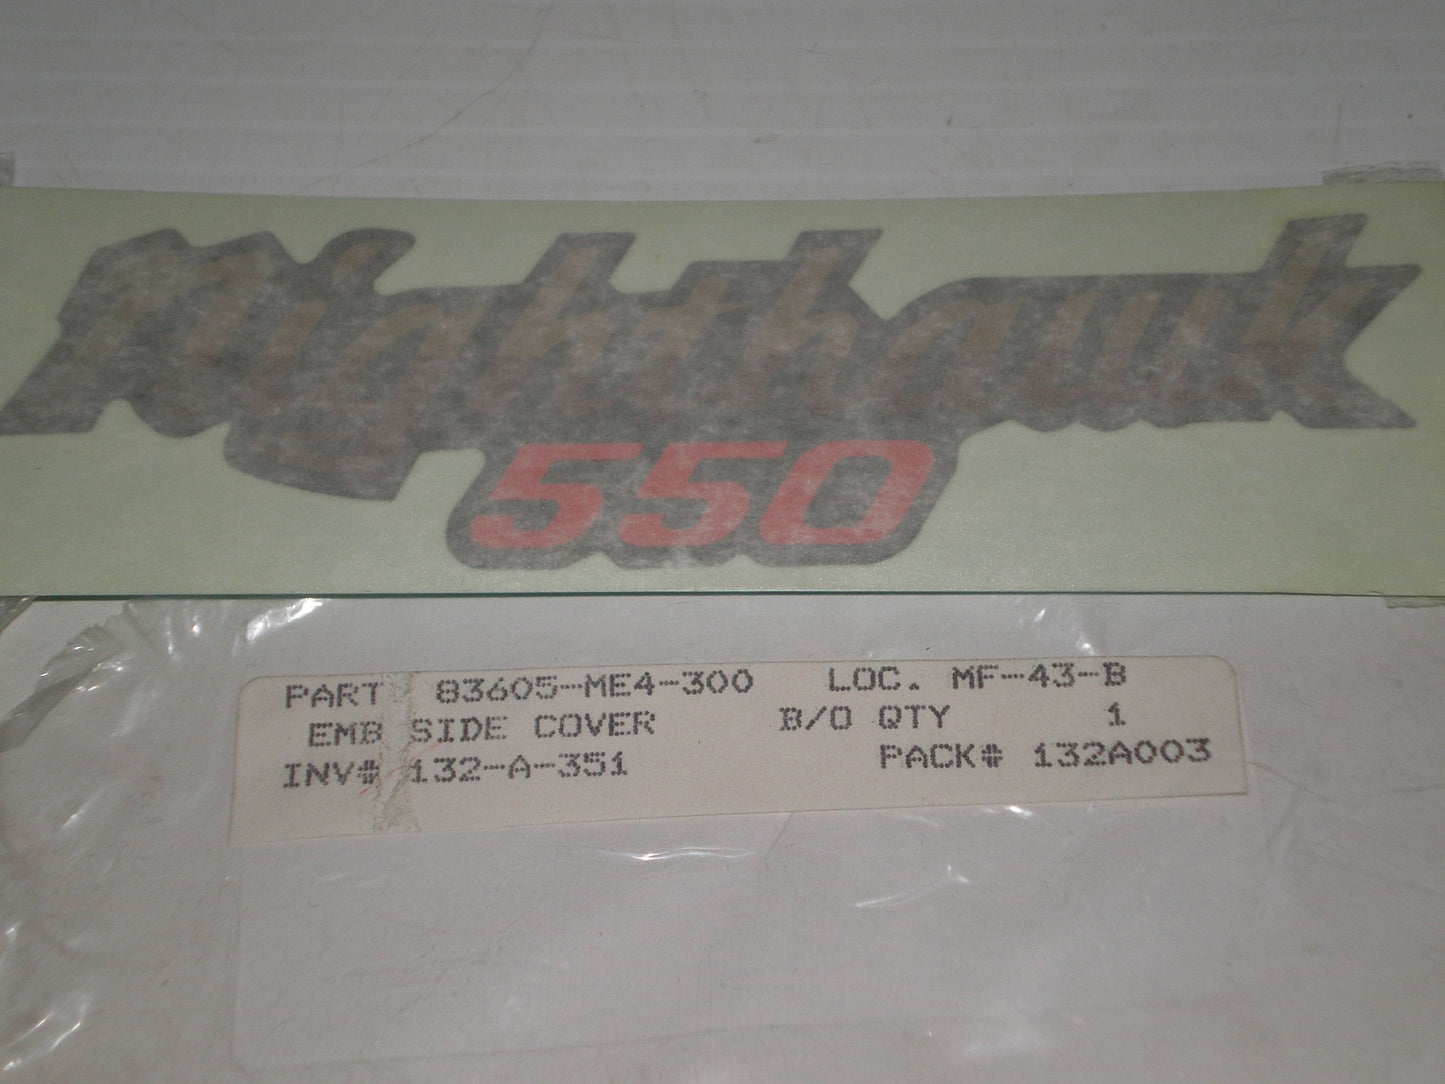 Nighthawk
550
PART 83605-ME4-300 LOC. MF-43-B
EMB SIDE COVER B/O QTY 1
INV# 132-A-351 PACK# 132A003